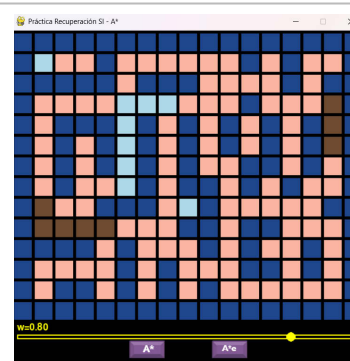 Práctica Recuperación SI - A*
w=0.80
A*
A*e